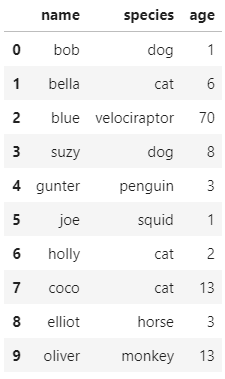 name species age
0 bob dog 1
1 bella cat 6
2 blue velociraptor 70
3 suzy dog 8
4 gunter penguin 3
5 joe squid 1
6 holly cat 2
7 coco cat 13
8 elliot horse 3
9 oliver monkey 13